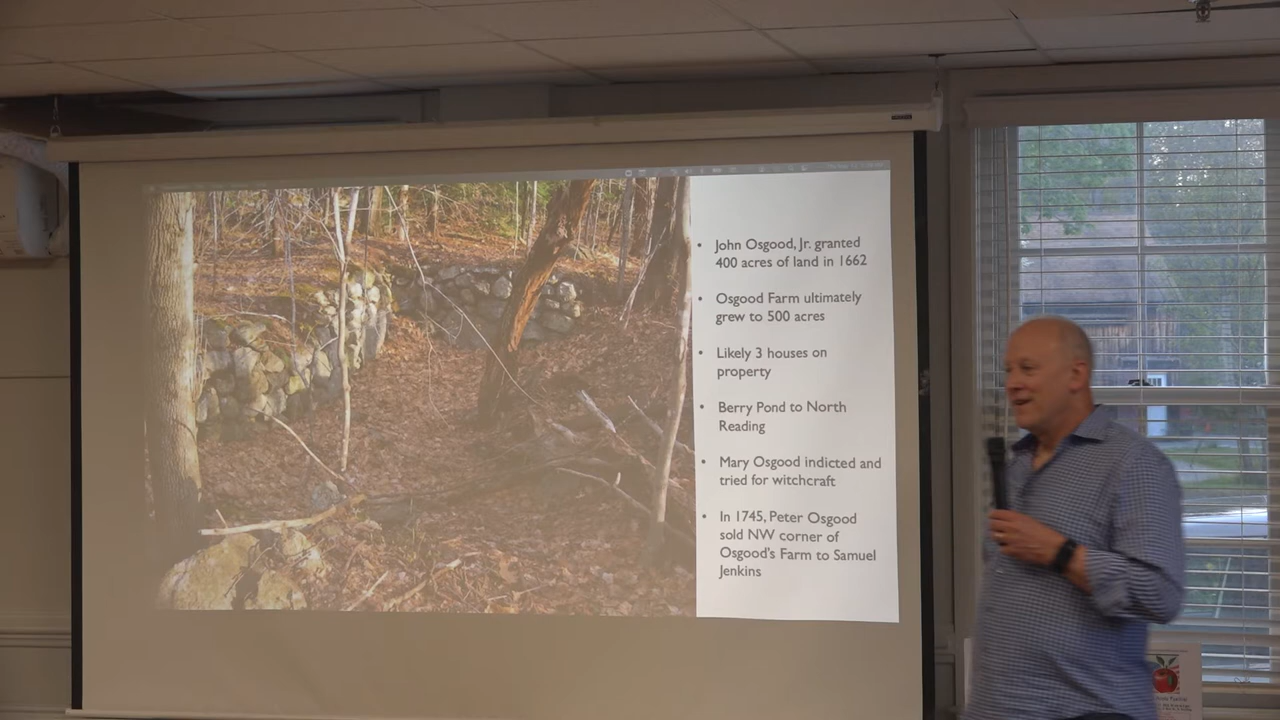 • John Osgood, Jr. granted
400 acres of land in 1662
• Osgood Farm ultimately
grew to 500 acres
• Likely 3 houses on
property
• Berry Pond to North
Reading
• Mary Osgood indicted and
tried for witchcraft
• In 1745, Peter Osgood
sold NW corner of
Osgood's Farm to Samuel
Jenkins